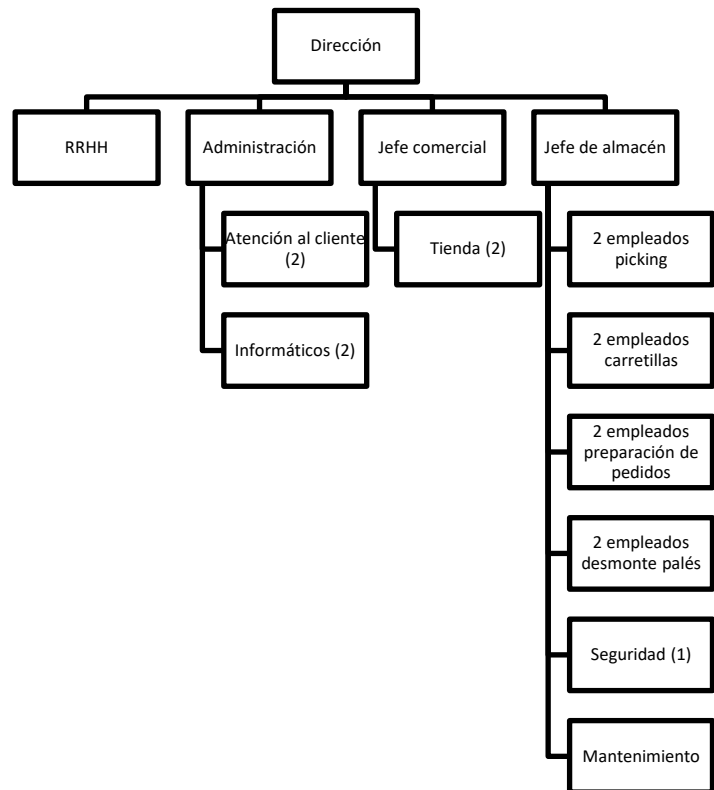 Dirección
RRHH
Administración
Jefe comercial
Jefe de almacén
Atención al cliente
(2)
Informáticos (2)
Tienda (2)
2 empleados
picking
2 empleados
carretillas
2 empleados
preparación de
pedidos
2 empleados
desmonte palés
Seguridad (1)
Mantenimiento